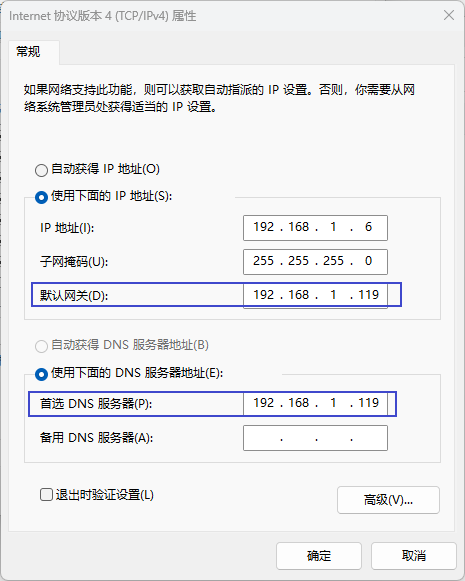 Internet 协议版本 4 (TCP/IPv4) 属性
常规
如果网络支持此功能，则可以获取自动指派的 IP 设置。否则，你需要从网
络系统管理员处获得适当的 IP 设置。
自动获得 IP 地址(O)
使用下面的 IP 地址(S):
IP 地址(I): 192 . 168 . 1 . 6
子网掩码(U): 255 . 255 . 255 . 0
默认网关(D): 192 . 168 . 1 . 119
自动获得 DNS 服务器地址(B)
使用下面的 DNS 服务器地址(E):
首选 DNS 服务器(P): 192 . 168 . 1 . 119
备用 DNS 服务器(A): . . .
退出时验证设置(L)
高级(V)...
确定 取消